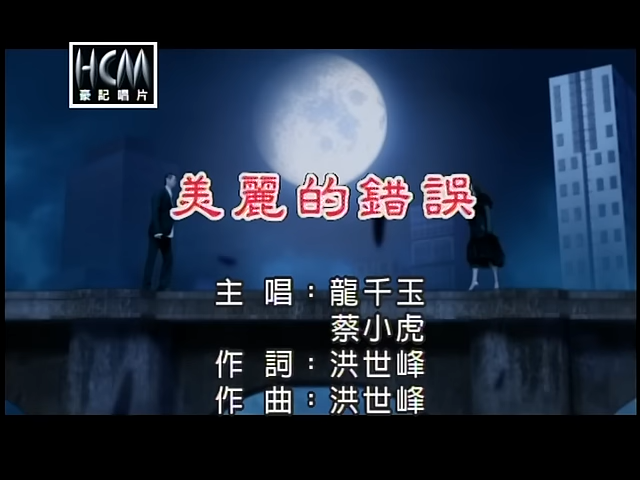 HCM
豪記唱片
美麗的錯誤
主 唱：龍千玉
蔡小虎
作 詞：洪世峰
作 曲：洪世峰